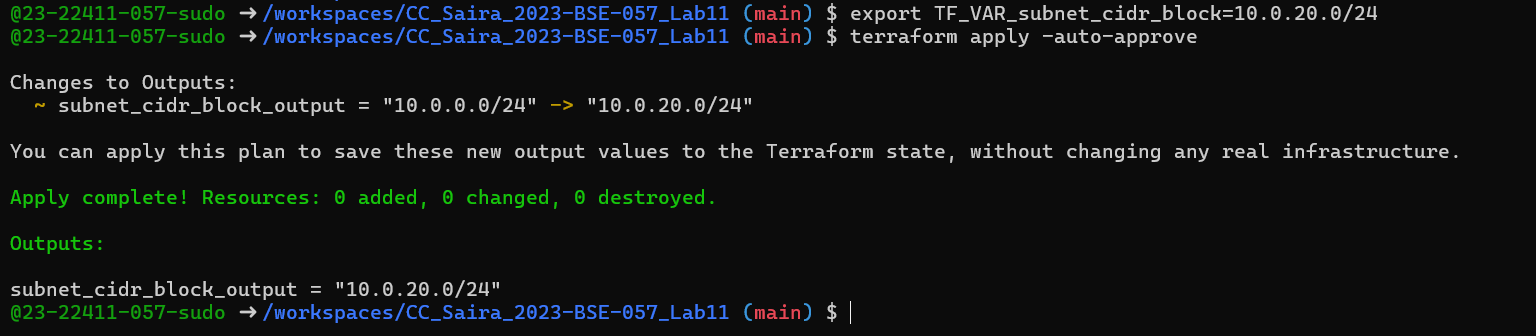 @23-22411-057-sudo → /workspaces/CC_Saira_2023-BSE-057_Lab11 (main) $ export TF_VAR_subnet_cidr_block=10.0.20.0/24
@23-22411-057-sudo → /workspaces/CC_Saira_2023-BSE-057_Lab11 (main) $ terraform apply -auto-approve
Changes to Outputs:
~ subnet_cidr_block_output = "10.0.0.0/24" -> "10.0.20.0/24"
You can apply this plan to save these new output values to the Terraform state, without changing any real infrastructure.
Apply complete! Resources: 0 added, 0 changed, 0 destroyed.
Outputs:
subnet_cidr_block_output = "10.0.20.0/24"
@23-22411-057-sudo → /workspaces/CC_Saira_2023-BSE-057_Lab11 (main) $